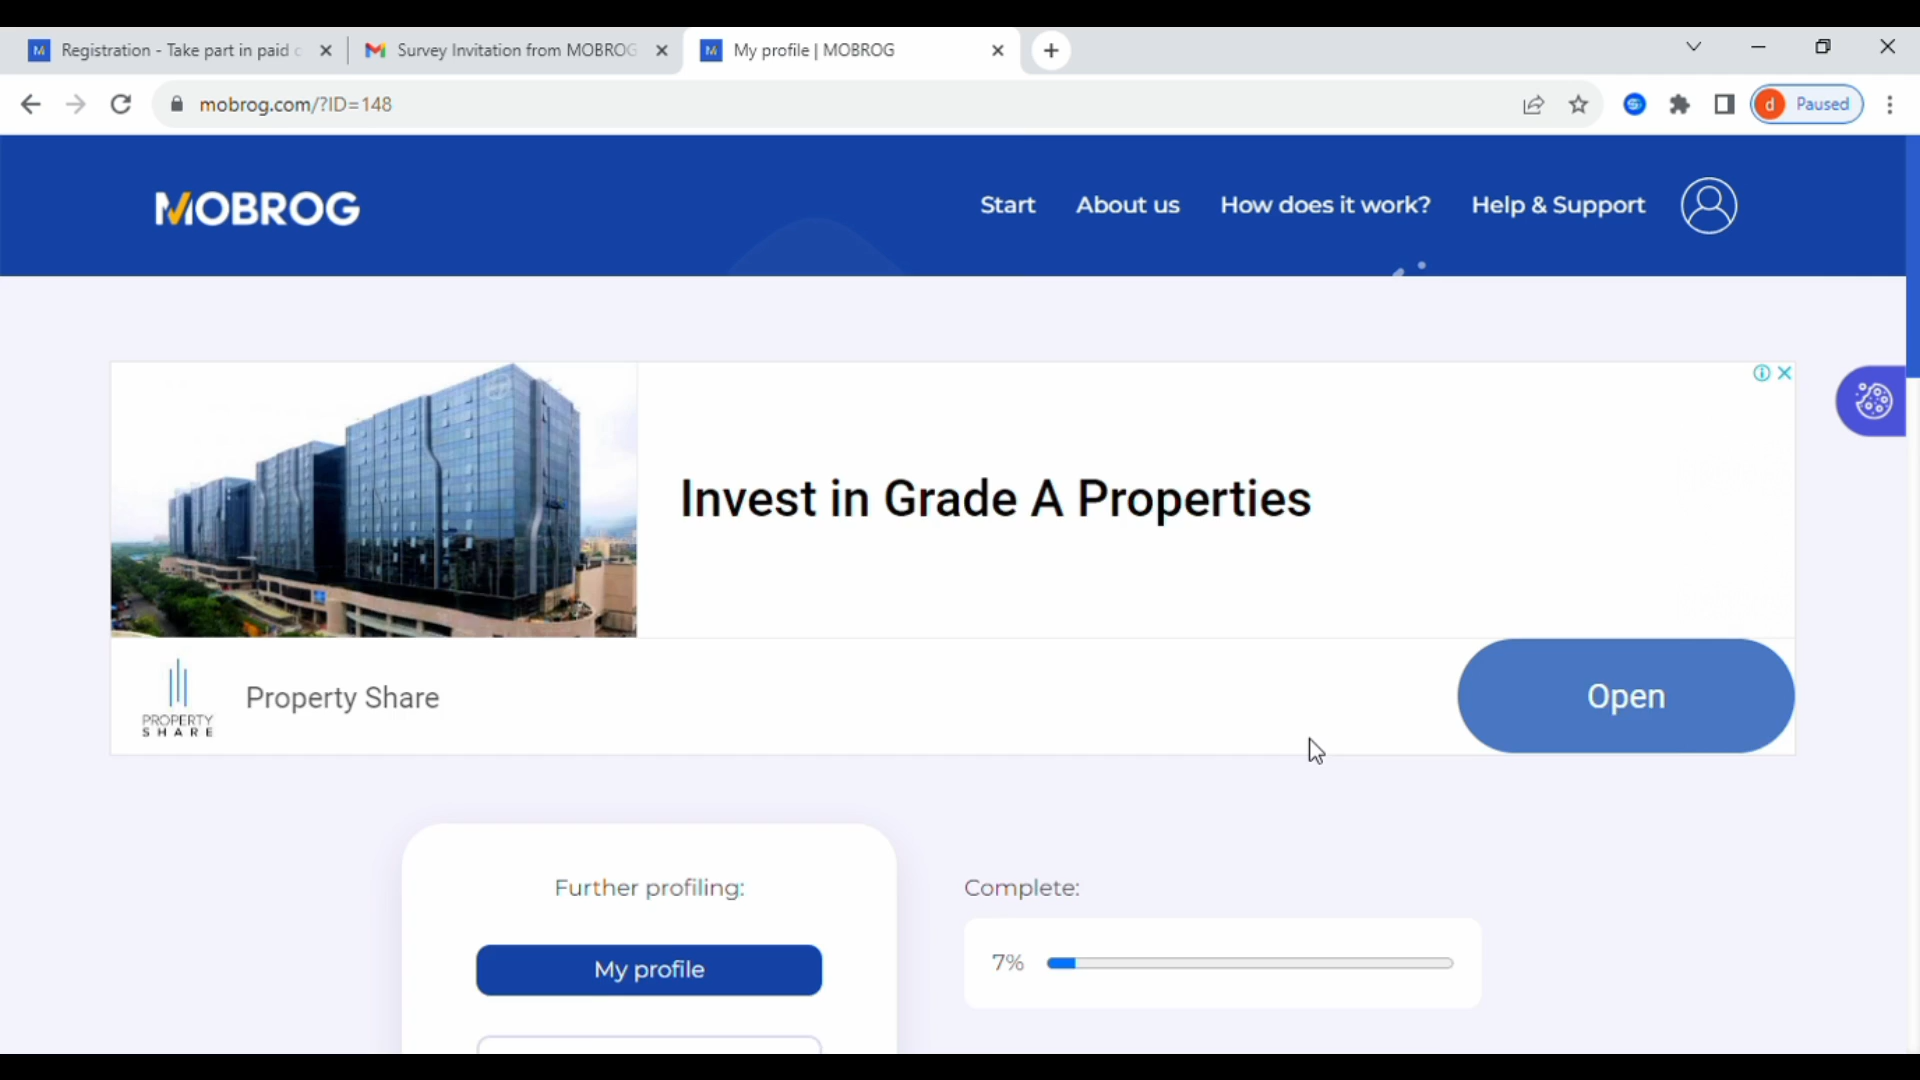 Registration - Take part in paid
Survey Invitation from MOBROG
My profile | MOBROG
mobrog.com/?ID=148
d Paused
MOBROG
Start About us How does it work? Help & Support
Invest in Grade A Properties
PROPERTY
SHARE
Property Share
Open
Further profiling:
Complete:
7%
My profile